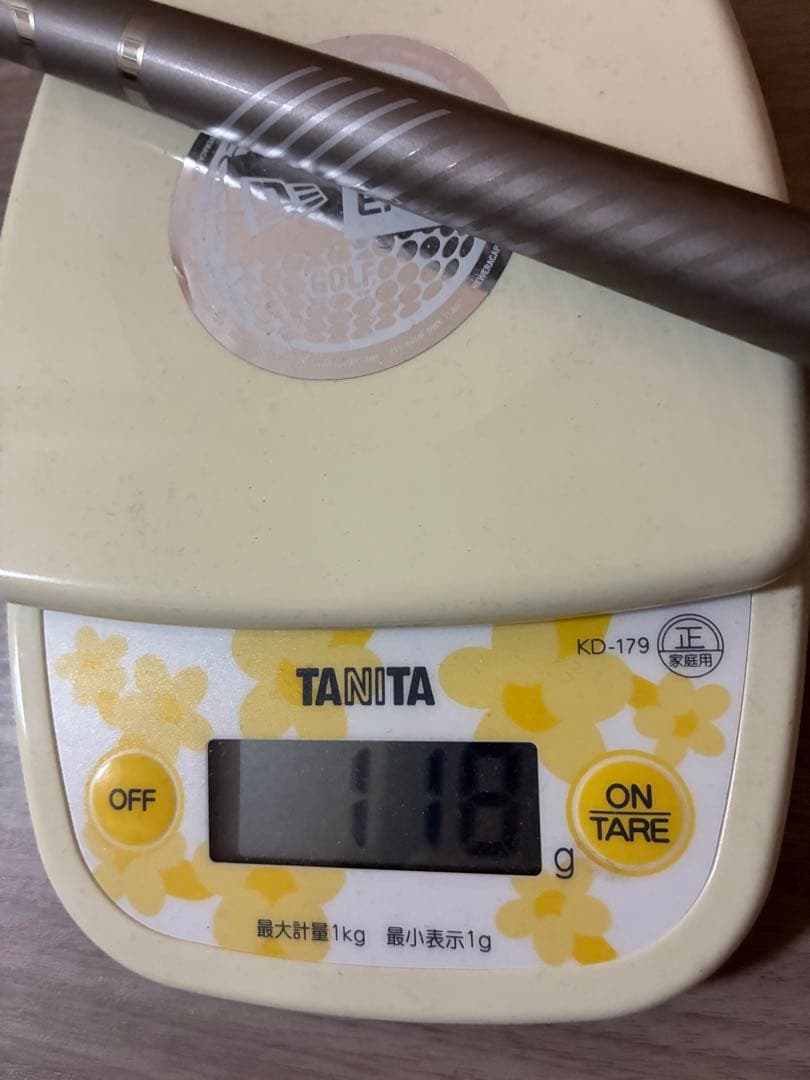 GOLF
NEWERACAP
KD-179
正
家庭用
TANITA
OFF
118
g
ON
TARE
最大計量1kg 最小表示1g